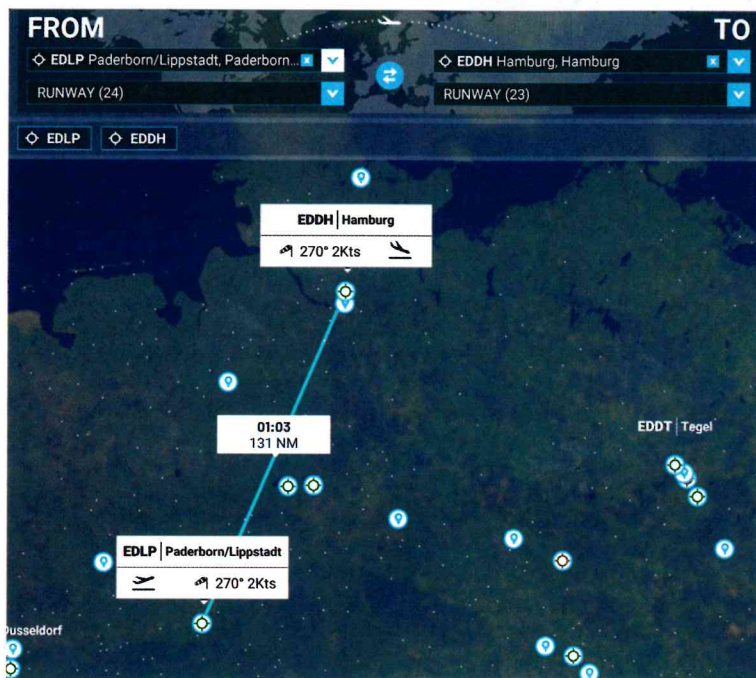 FROM
TO
EDLP Paderborn/Lippstadt, Paderborn...
EDDH Hamburg, Hamburg
RUNWAY (24)
RUNWAY (23)
EDLP
EDDH
EDDH | Hamburg
270° 2Kts
01:03
131 NM
EDDT | Tegel
EDLP | Paderborn/Lippstadt
270° 2Kts
Dusseldorf